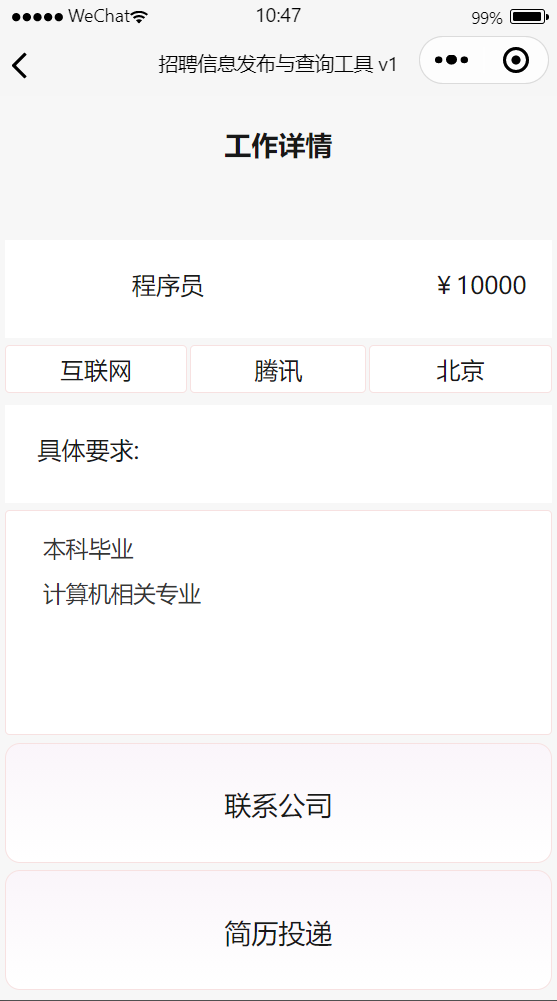 WeChat 10:47 99%
招聘信息发布与查询工具 v1
工作详情
程序员 ￥10000
互联网 腾讯 北京
具体要求:
本科毕业
计算机相关专业
联系公司
简历投递